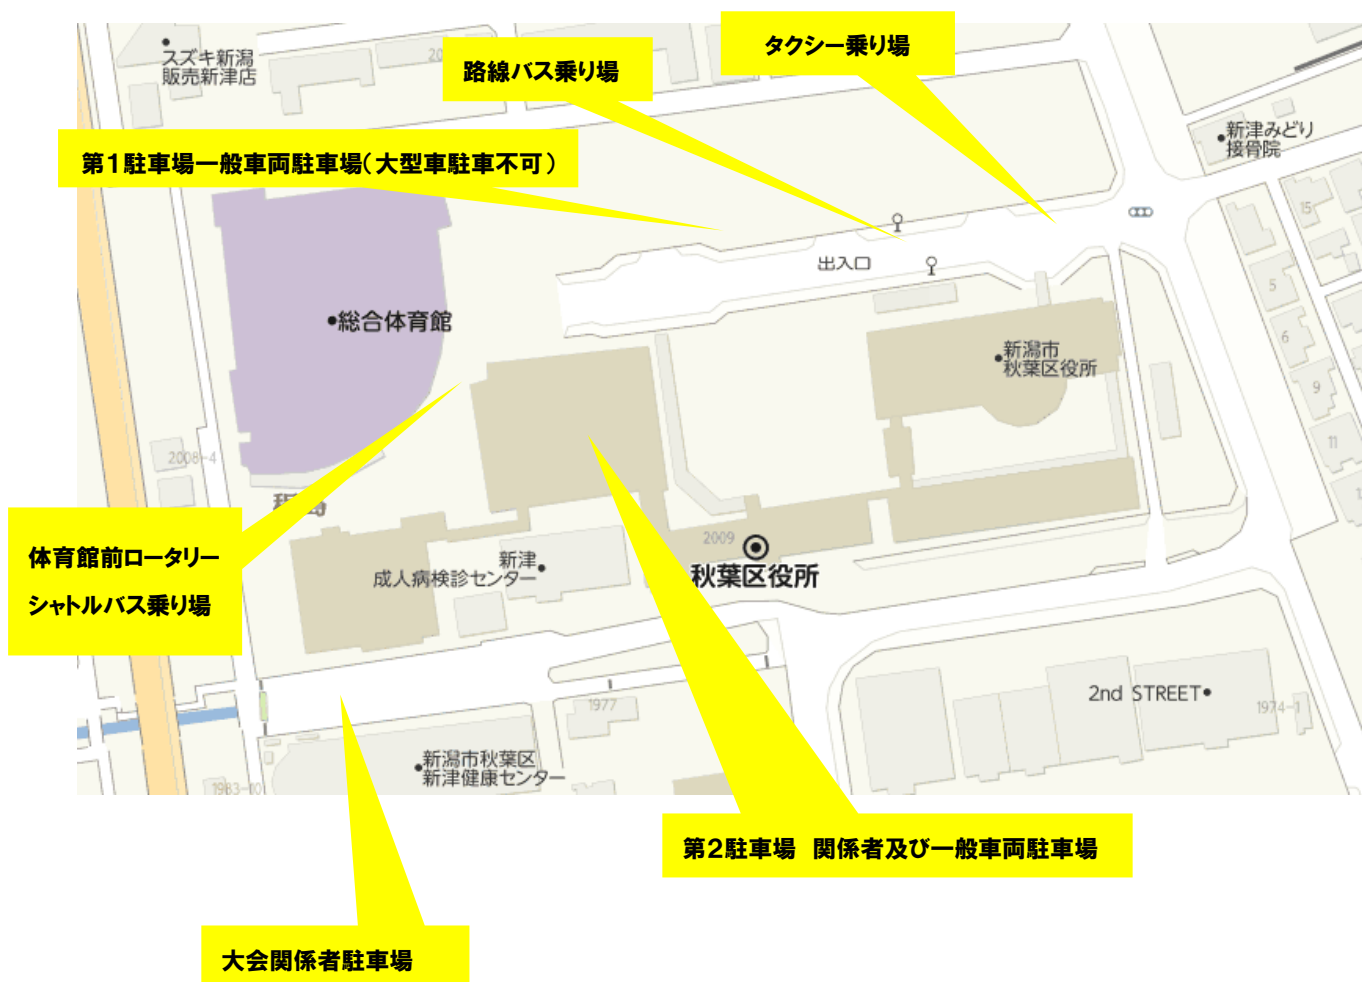 タクシー乗り場
路線バス乗り場
スズキ新潟
販売新津店
第1駐車場一般車両駐車場(大型車駐車不可)
新津みどり
接骨院
15
出入口
5
総合体育館
新潟市
秋葉区役所
6
9
11
2008-4
2009
秋葉区役所
新津
成人病検診センター
体育館前ロータリー
シャトルバス乗り場
2nd STREET
1974-1
1977
新潟市秋葉区
新津健康センター
第2駐車場 関係者及び一般車両駐車場
大会関係者駐車場